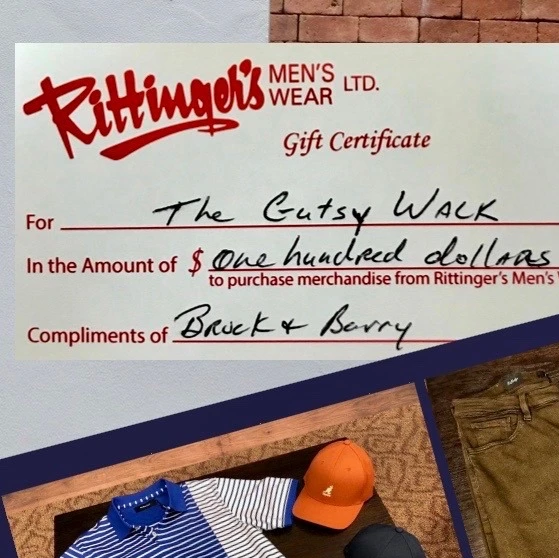 Rittinger's MEN'S WEAR LTD.
Gift Certificate
For The Gutsy WALK
In the Amount of $ One hundred dollars
to purchase merchandise from Rittinger's Men's
Compliments of Brock & Barry